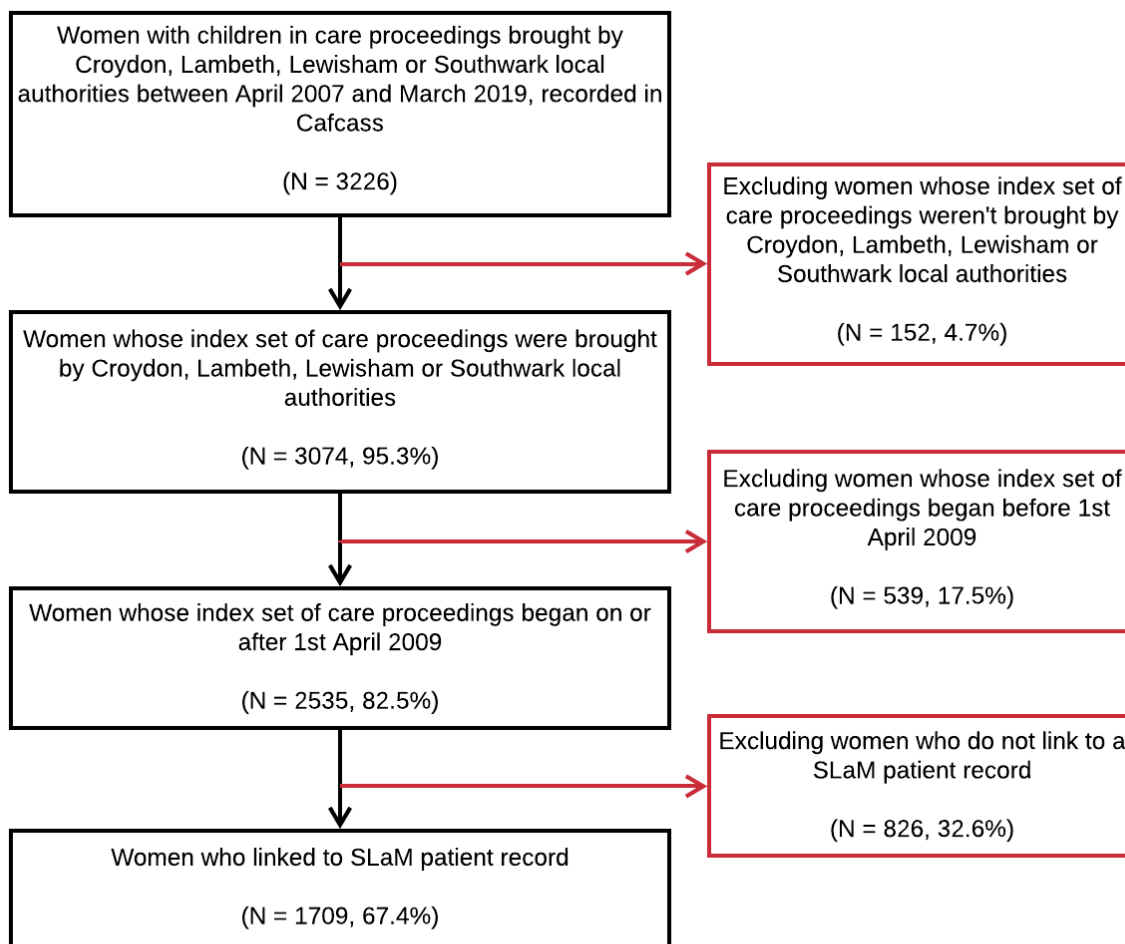 Women with children in care proceedings brought by
Croydon, Lambeth, Lewisham or Southwark local
authorities between April 2007 and March 2019, recorded in
Cafcass
(N = 3226)
Excluding women whose index set of
care proceedings weren't brought by
Croydon, Lambeth, Lewisham or
Southwark local authorities
(N = 152, 4.7%)
Women whose index set of care proceedings were brought
by Croydon, Lambeth, Lewisham or Southwark local
authorities
(N = 3074, 95.3%)
Excluding women whose index set of
care proceedings began before 1st
April 2009
(N = 539, 17.5%)
Women whose index set of care proceedings began on or
after 1st April 2009
(N = 2535, 82.5%)
Excluding women who do not link to a
SLaM patient record
(N = 826, 32.6%)
Women who linked to SLaM patient record
(N = 1709, 67.4%)